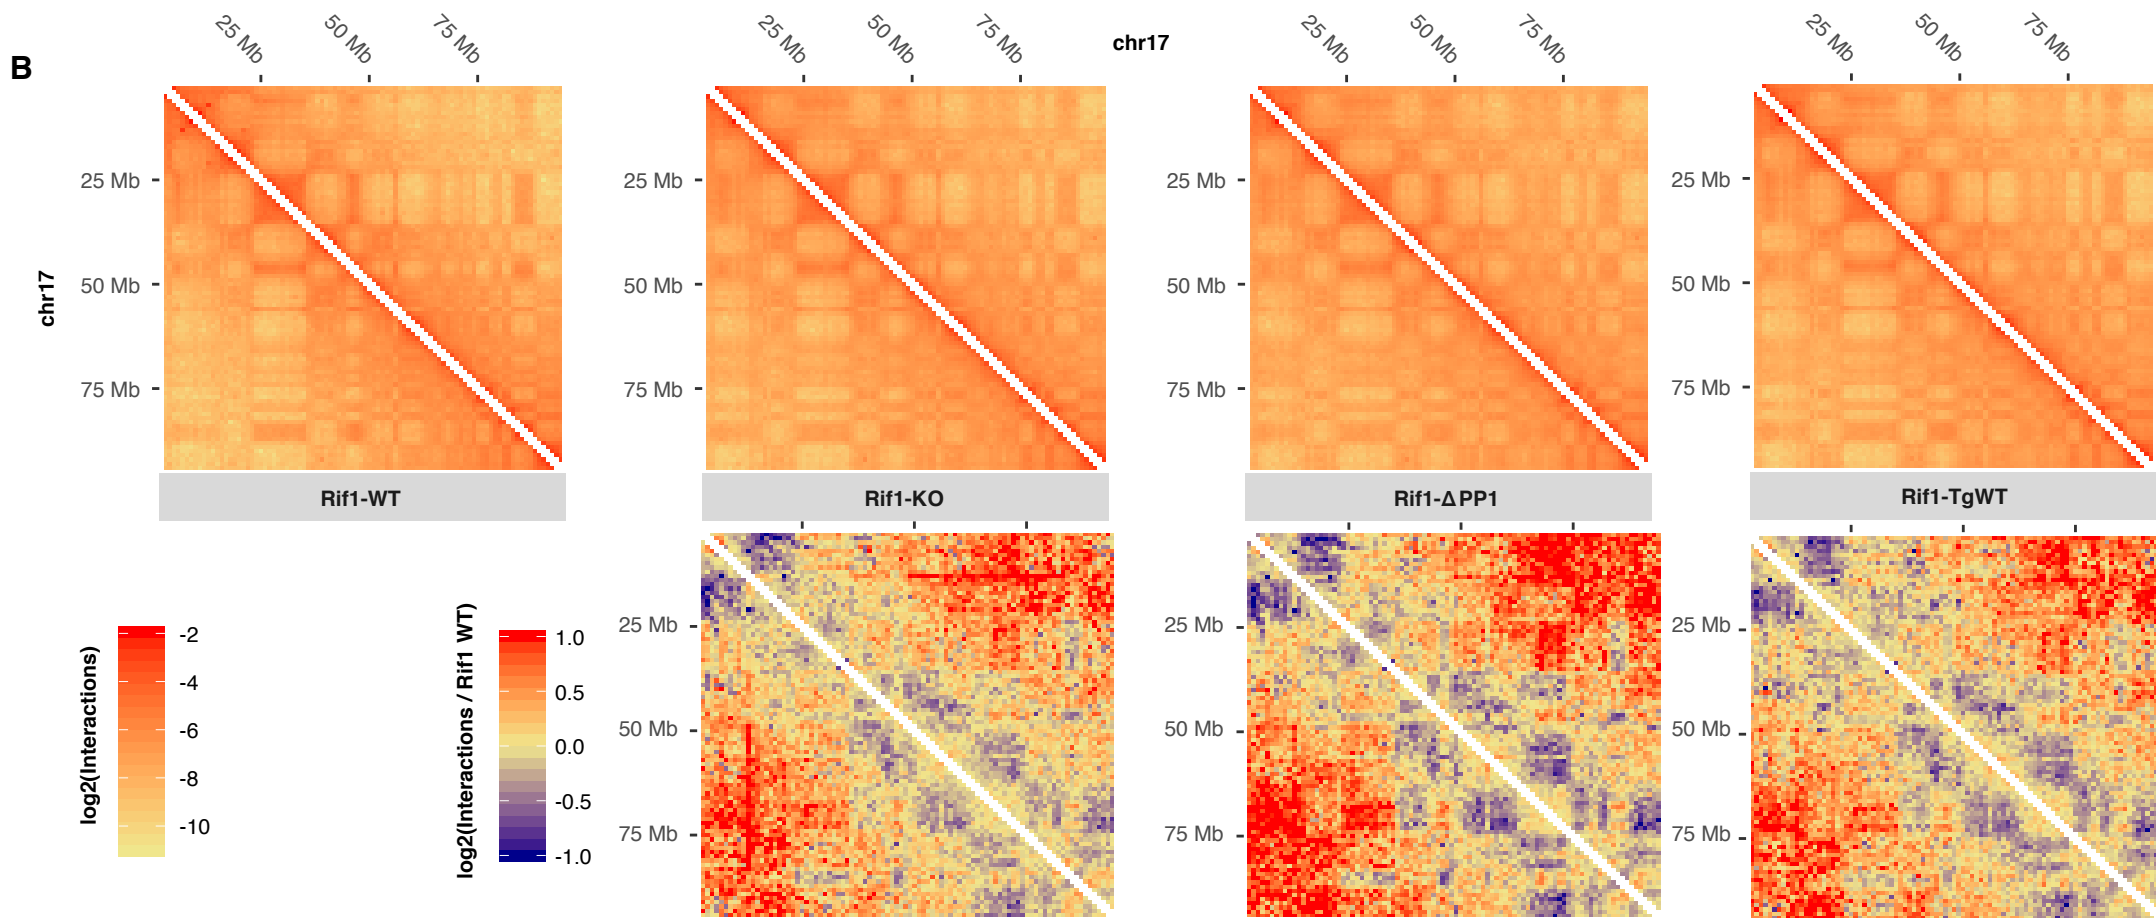 B
chr17
25 Mb 50 Mb 75 Mb
25 Mb 50 Mb 75 Mb
25 Mb 50 Mb 75 Mb
25 Mb 50 Mb 75 Mb
chr17
25 Mb
50 Mb
75 Mb
25 Mb
50 Mb
75 Mb
25 Mb
50 Mb
75 Mb
25 Mb
50 Mb
75 Mb
Rif1-WT
Rif1-KO
Rif1-ΔPP1
Rif1-TgWT
log2(Interactions)
-2
-4
-6
-8
-10
log2(Interactions / Rif1 WT)
1.0
0.5
0.0
-0.5
-1.0
25 Mb
50 Mb
75 Mb
25 Mb
50 Mb
75 Mb
25 Mb
50 Mb
75 Mb